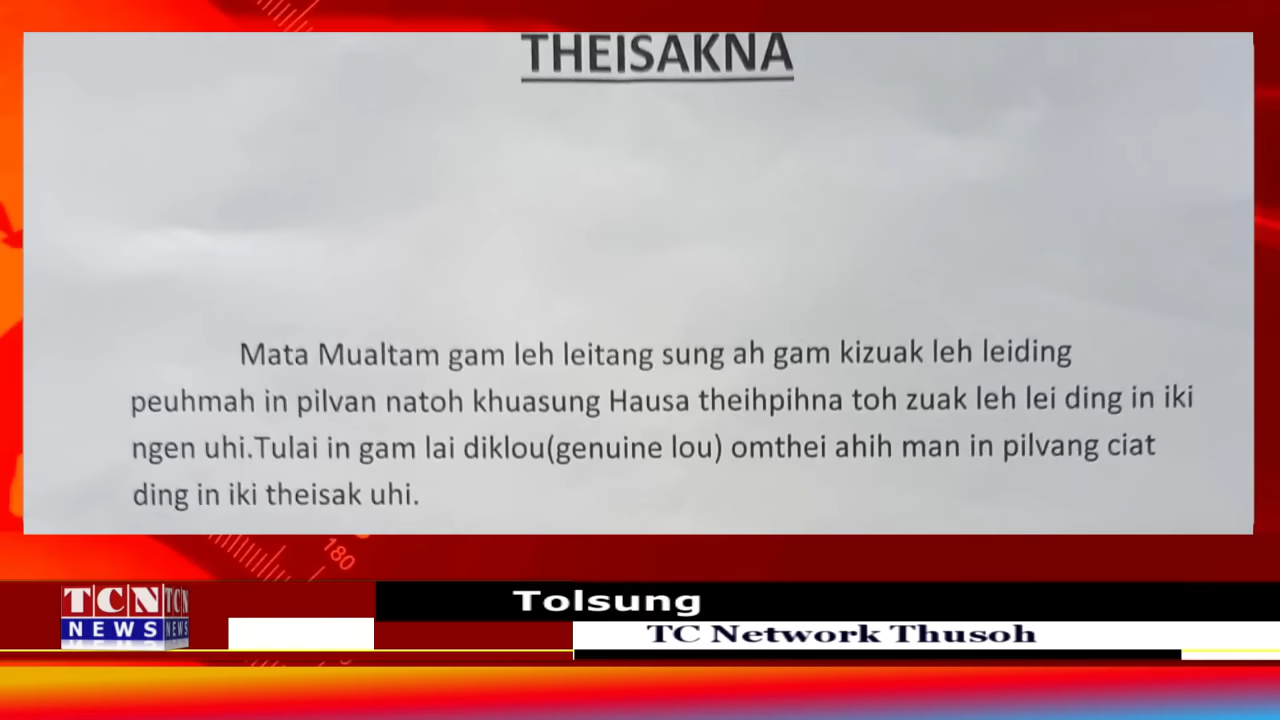 THEISAKNA
Mata Mualtam gam leh leitang sung ah gam kizuak leh leiding
peuhmah in pilvan natoh khuasung Hausa theihpihna toh zuak leh lei ding in iki
ngen uhi.Tulai in gam lai diklou(genuine lou) omthei ahih man in pilvang ciat
ding in iki theisak uhi.
180
TCN TCN
NEWS NEWS
Tolsung
TC Network Thusoh